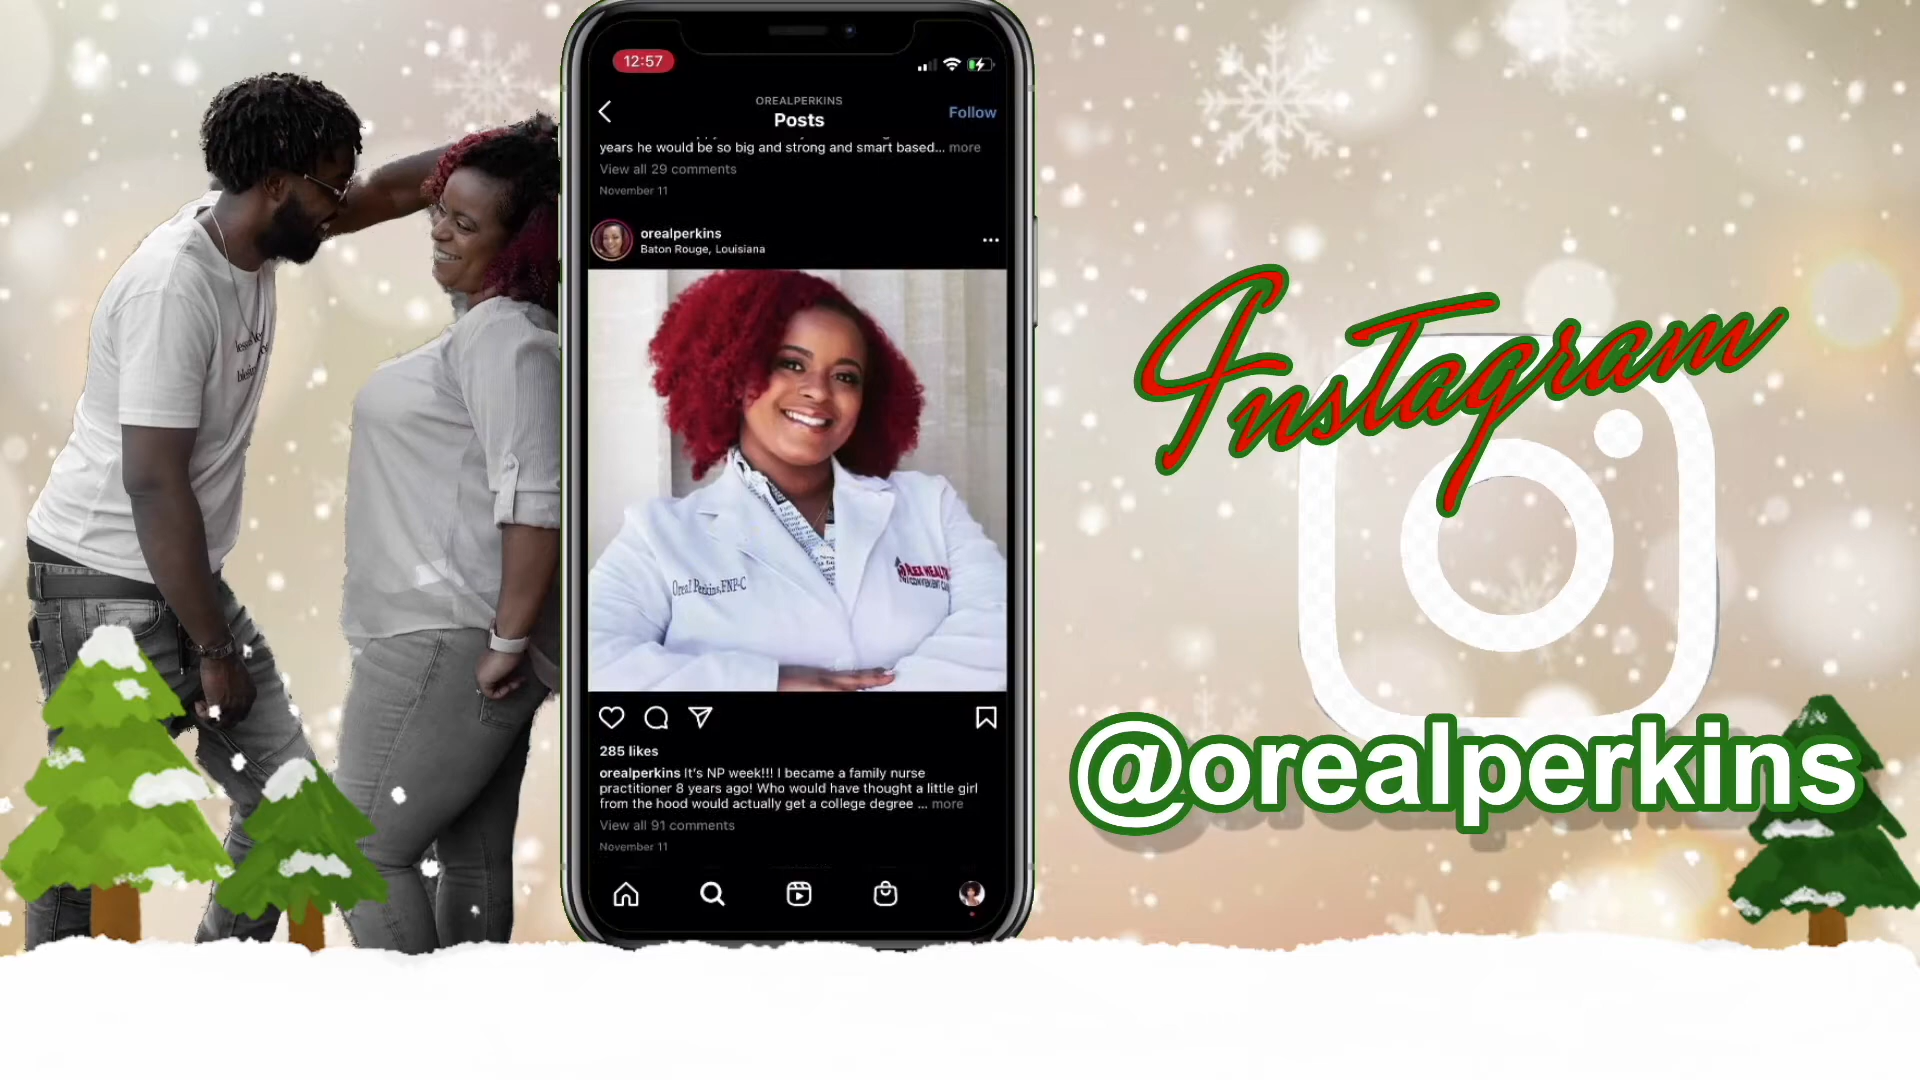 12:57
OREALPERKINS
Posts
Follow
years he would be so big and strong and smart based... more
View all 29 comments
November 11
orealperkins
Baton Rouge, Louisiana
Oreal Perkins, FNP-C
285 likes
orealperkins It's NP week!!! I became a family nurse
practitioner 8 years ago! Who would have thought a little girl
from the hood would actually get a college degree ... more
View all 91 comments
November 11
Instagram
@orealperkins